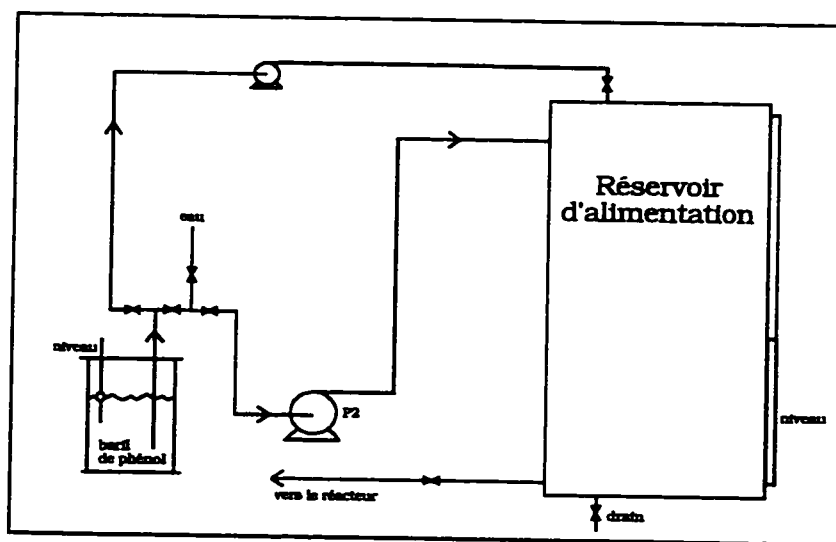 Réservoir
d'alimentation
eau
niveau
P2
baril
de phénol
niveau
vers le réacteur
drain